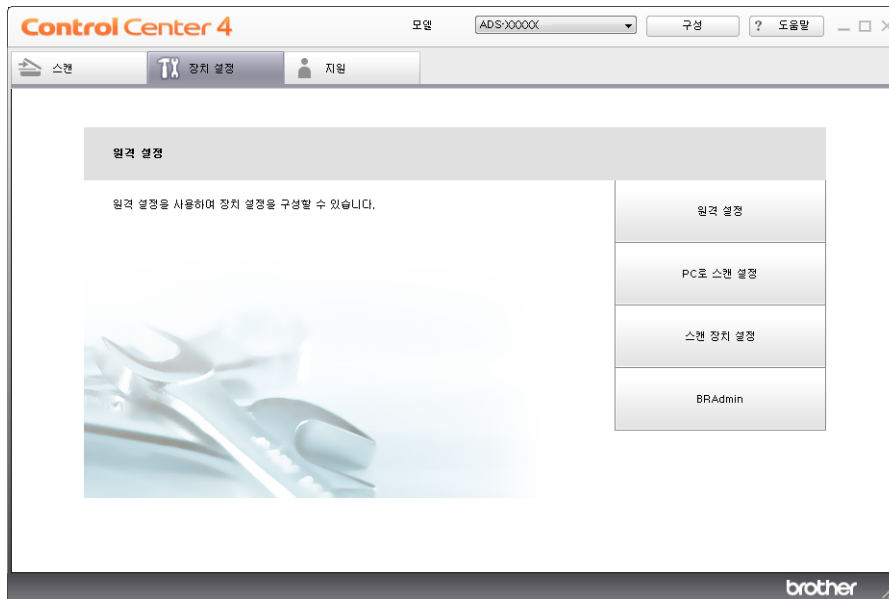 Control Center 4
모델
ADS-XXXXX
구성
? 도움말
스캔
장치 설정
지원
원격 설정
원격 설정을 사용하여 장치 설정을 구성할 수 있습니다.
원격 설정
PC로 스캔 설정
스캔 장치 설정
BRAdmin
brother